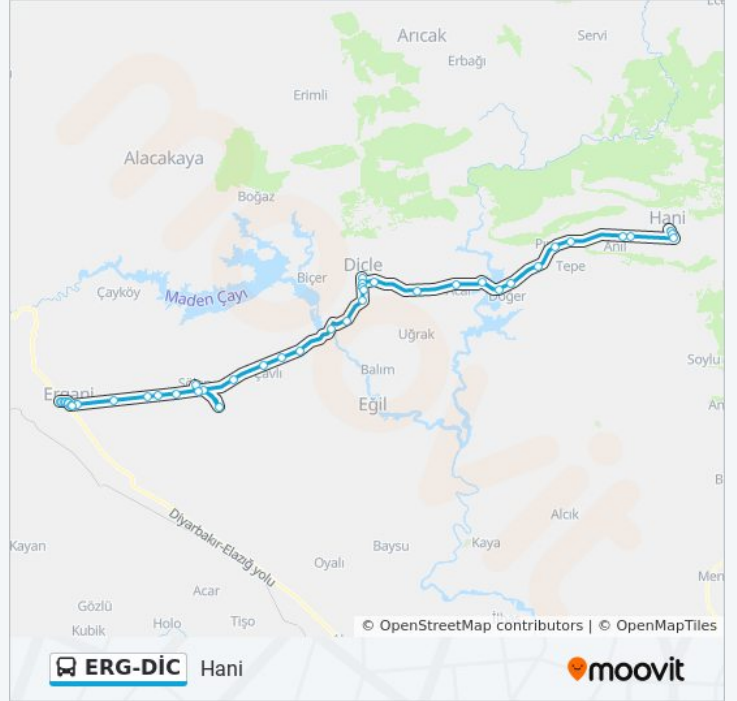 Arıcak
Servi
Erbağı
Erimli
Alacakaya
Boğaz
Hani
Anıl
Tepe
Dicle
Biçer
Maden Çayı
Çayköy
Döğer
Uğrak
Soylu
Balım
Ergani
Eğil
Diyarbakır-Elazığ yolu
Alcık
Kayan
Baysu
Kaya
Oyalı
Acar
Gözlü
Kubik
Holo
Tişo
© OpenStreetMap contributors | © OpenMapTiles
ERG-DİC
Hani
moovit